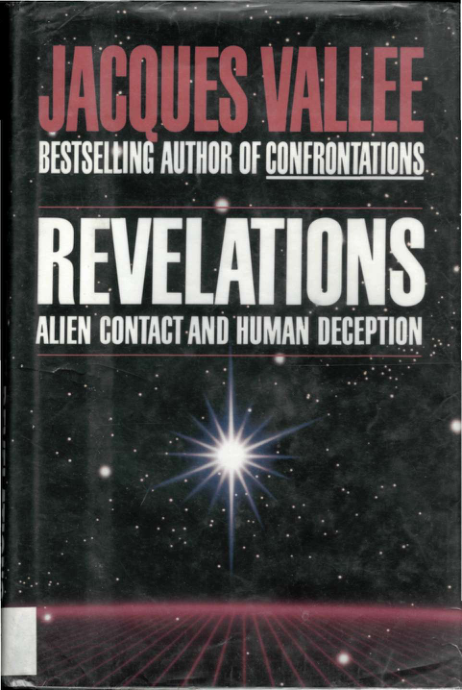 JACQUES VALLEE
BESTSELLING AUTHOR OF CONFRONTATIONS
REVELATIONS
ALIEN CONTACT AND HUMAN DECEPTION